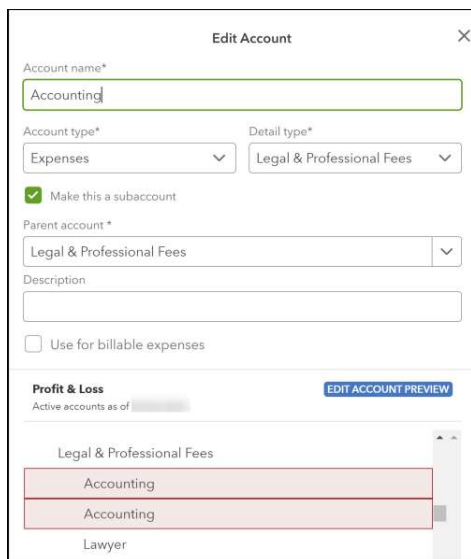 Edit Account
Account name*
Accounting
Account type* Detail type*
Expenses Legal & Professional Fees
Make this a subaccount
Parent account *
Legal & Professional Fees
Description
Use for billable expenses
Profit & Loss EDIT ACCOUNT PREVIEW
Active accounts as of
Legal & Professional Fees
Accounting
Accounting
Lawyer